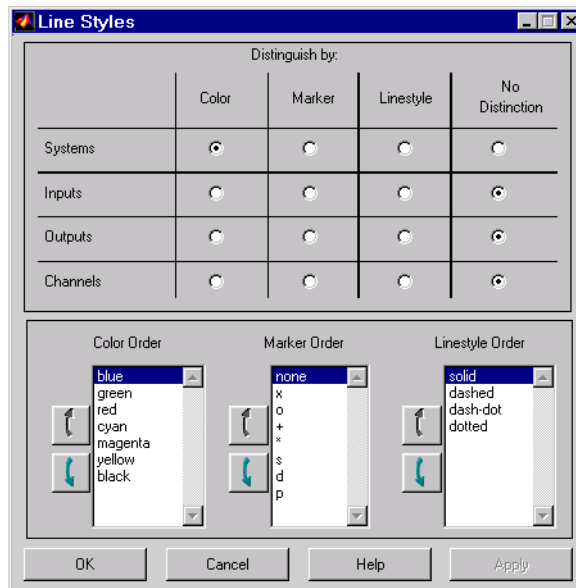 Line Styles
Distinguish by:
Color Marker Linestyle No Distinction
Systems
Inputs
Outputs
Channels
Color Order
blue
green
red
cyan
magenta
yellow
black
Marker Order
none
x
o
+
*
s
d
p
Linestyle Order
solid
dashed
dash-dot
dotted
OK Cancel Help Apply